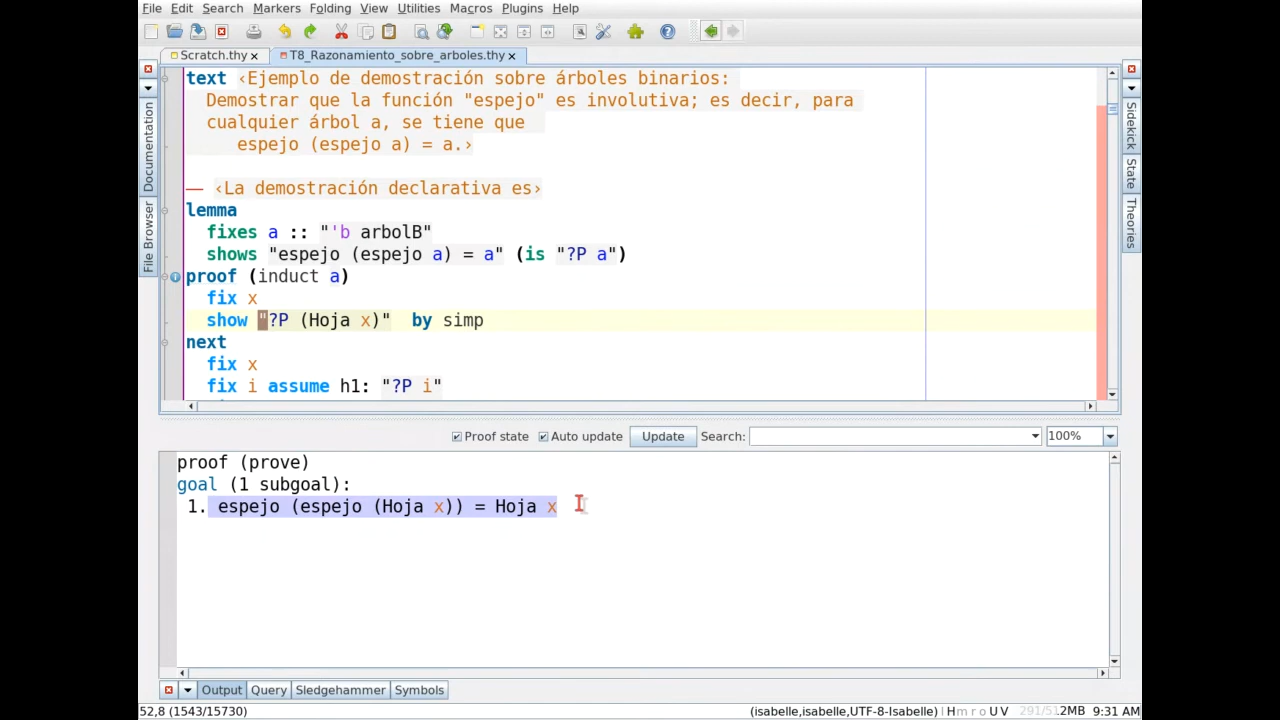 File Edit Search Markers Folding View Utilities Macros Plugins Help
Scratch.thy T8_Razonamiento_sobre_arboles.thy
text ‹Ejemplo de demostración sobre árboles binarios:
Demostrar que la función "espejo" es involutiva; es decir, para
cualquier árbol a, se tiene que
espejo (espejo a) = a.›
— ‹La demostración declarativa es›
lemma
fixes a :: "'b arbolB"
shows "espejo (espejo a) = a" (is "?P a")
proof (induct a)
fix x
show "?P (Hoja x)" by simp
next
fix x
fix i assume h1: "?P i"
Documentation
File Browser
Sidekick
State
Theories
Proof state Auto update Update Search: 100%
proof (prove)
goal (1 subgoal):
1. espejo (espejo (Hoja x)) = Hoja x
Output Query Sledgehammer Symbols
52,8 (1543/15730) (isabelle,isabelle,UTF-8-Isabelle) H m r o U V 2MB 9:31 AM